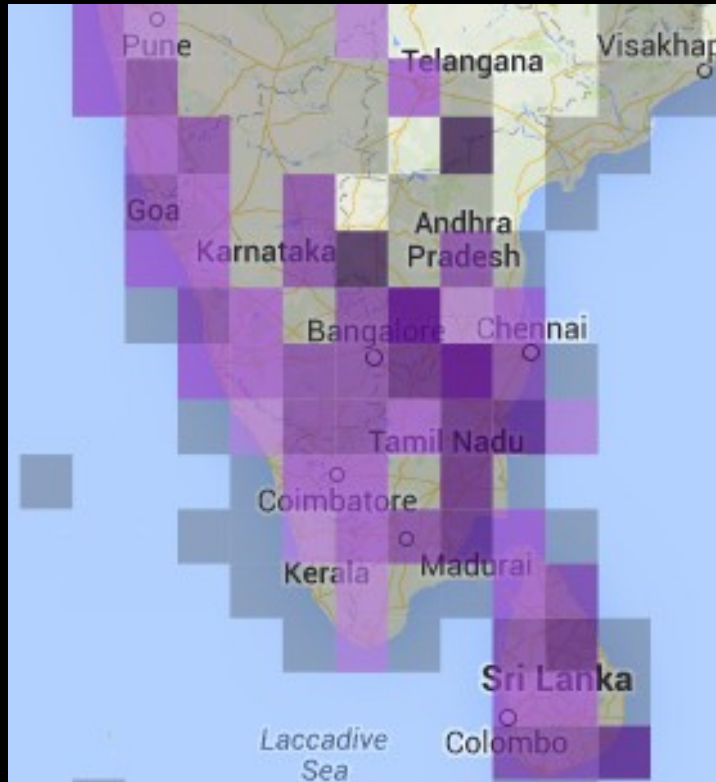 Pune
Telangana
Visakhap
Goa
Karnataka
Andhra
Pradesh
Bangalore
Chennai
Tamil Nadu
Coimbatore
Kerala
Madurai
Sri Lanka
Colombo
Laccadive
Sea